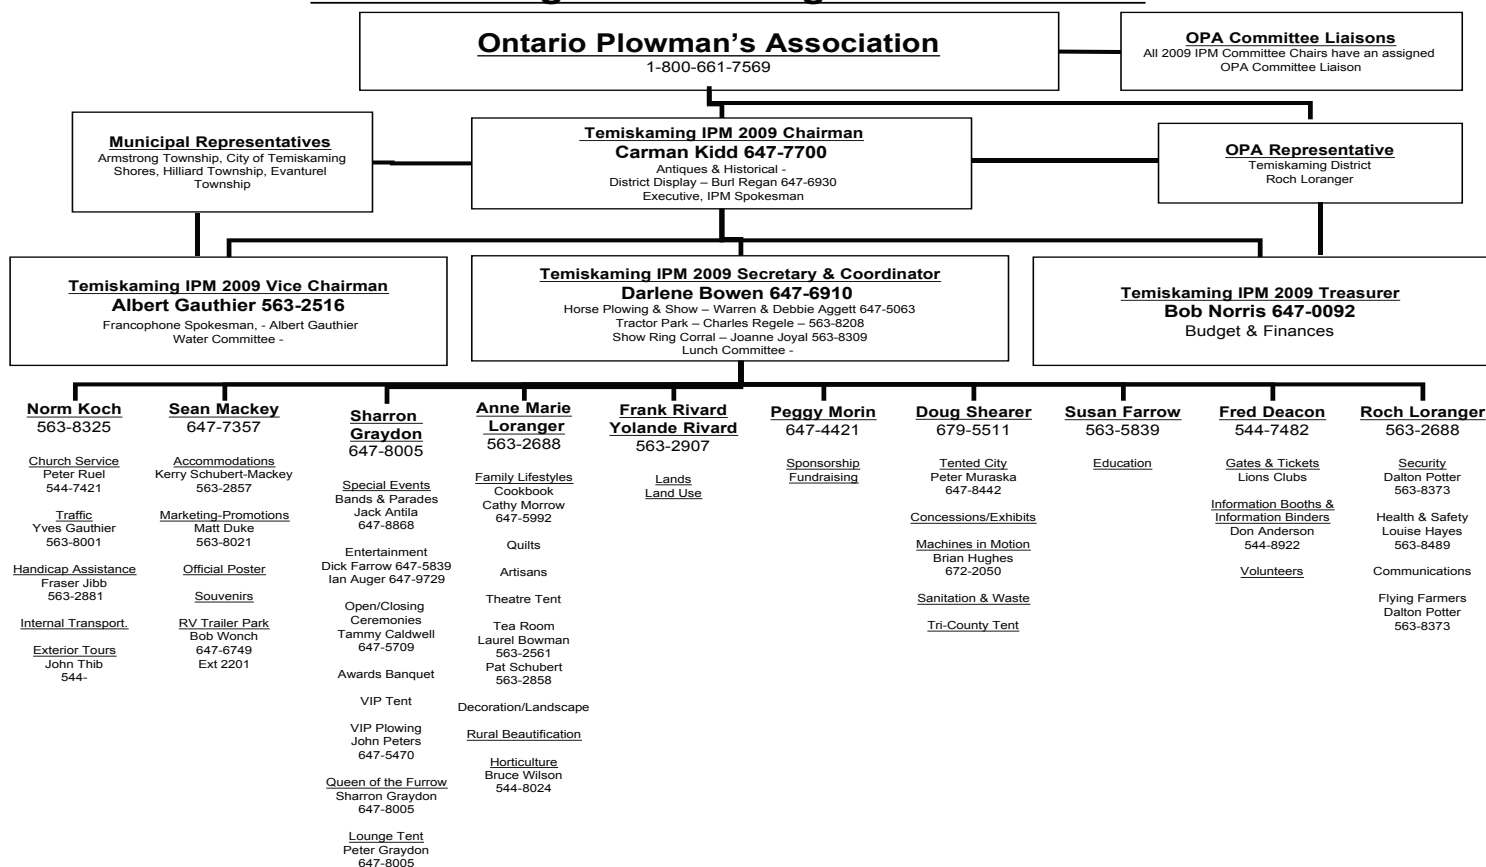 Ontario Plowman's Association
1-800-661-7569
OPA Committee Liaisons
All 2009 IPM Committee Chairs have an assigned
OPA Committee Liaison
Municipal Representatives
Armstrong Township, City of Temiskaming
Shores, Hilliard Township, Evanturel
Township
Temiskaming IPM 2009 Chairman
Carman Kidd 647-7700
Antiques & Historical -
District Display – Burl Regan 647-6930
Executive, IPM Spokesman
OPA Representative
Temiskaming District
Roch Loranger
Temiskaming IPM 2009 Vice Chairman
Albert Gauthier 563-2516
Francophone Spokesman, - Albert Gauthier
Water Committee -
Temiskaming IPM 2009 Secretary & Coordinator
Darlene Bowen 647-6910
Horse Plowing & Show – Warren & Debbie Aggett 647-5063
Tractor Park – Charles Regele – 563-8208
Show Ring Corral – Joanne Joyal 563-8309
Lunch Committee -
Temiskaming IPM 2009 Treasurer
Bob Norris 647-0092
Budget & Finances
Norm Koch
563-8325
Church Service
Peter Ruel
544-7421
Traffic
Yves Gauthier
563-8001
Handicap Assistance
Fraser Jibb
563-2881
Internal Transport.
Exterior Tours
John Thib
544-
Sean Mackey
647-7357
Accommodations
Kerry Schubert-Mackey
563-2857
Marketing-Promotions
Matt Duke
563-8021
Official Poster
Souvenirs
RV Trailer Park
Bob Wonch
647-6749
Ext 2201
Sharron
Graydon
647-8005
Special Events
Bands & Parades
Jack Antila
647-8868
Entertainment
Dick Farrow 647-5839
Ian Auger 647-9729
Open/Closing
Ceremonies
Tammy Caldwell
647-5709
Awards Banquet
VIP Tent
VIP Plowing
John Peters
647-5470
Queen of the Furrow
Sharron Graydon
647-8005
Lounge Tent
Peter Graydon
647-8005
Anne Marie
Loranger
563-2688
Family Lifestyles
Cookbook
Cathy Morrow
647-5992
Quilts
Artisans
Theatre Tent
Tea Room
Laurel Bowman
563-2561
Pat Schubert
563-2858
Decoration/Landscape
Rural Beautification
Horticulture
Bruce Wilson
544-8024
Frank Rivard
Yolande Rivard
563-2907
Lands
Land Use
Peggy Morin
647-4421
Sponsorship
Fundraising
Doug Shearer
679-5511
Tented City
Peter Muraska
647-8442
Concessions/Exhibits
Machines in Motion
Brian Hughes
672-2050
Sanitation & Waste
Tri-County Tent
Susan Farrow
563-5839
Education
Fred Deacon
544-7482
Gates & Tickets
Lions Clubs
Information Booths &
Information Binders
Don Anderson
544-8922
Volunteers
Roch Loranger
563-2688
Security
Dalton Potter
563-8373
Health & Safety
Louise Hayes
563-8489
Communications
Flying Farmers
Dalton Potter
563-8373